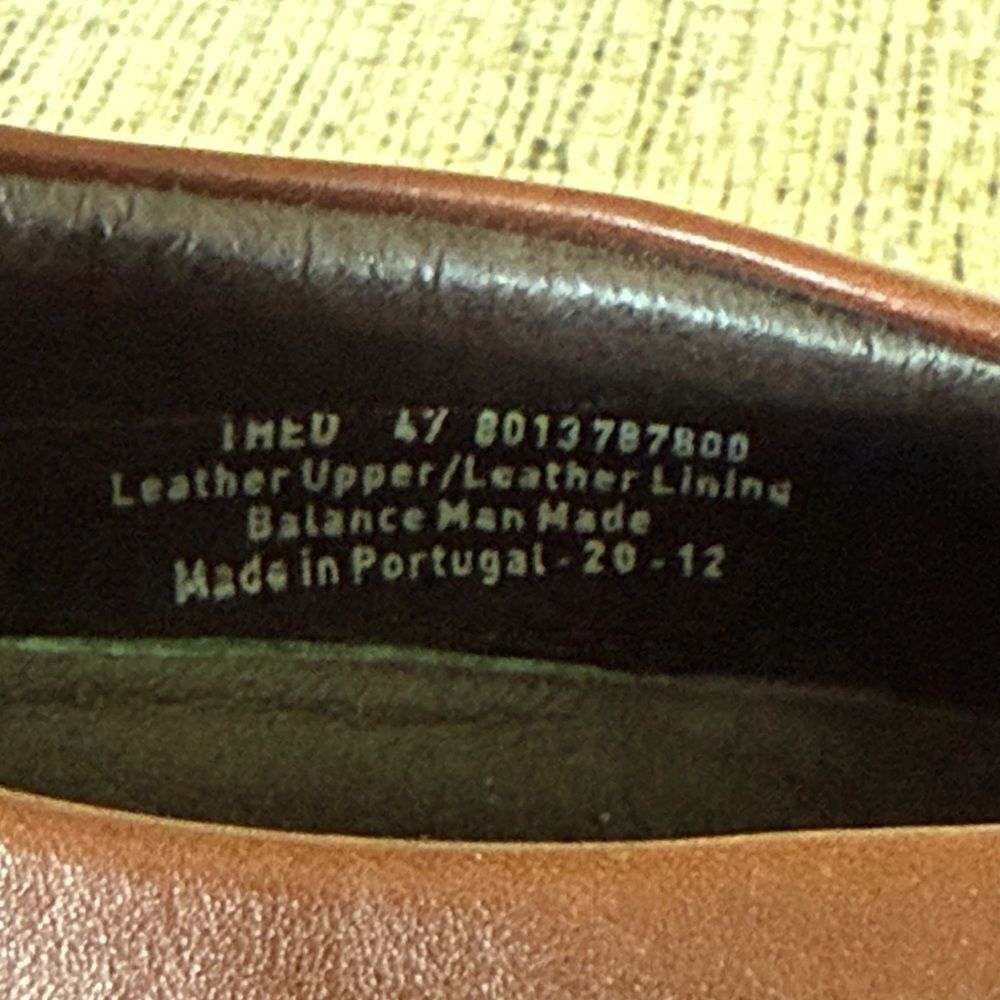 IMED 47 8013787800
Leather Upper/Leather Lining
Balance Man Made
Made in Portugal - 20 - 12